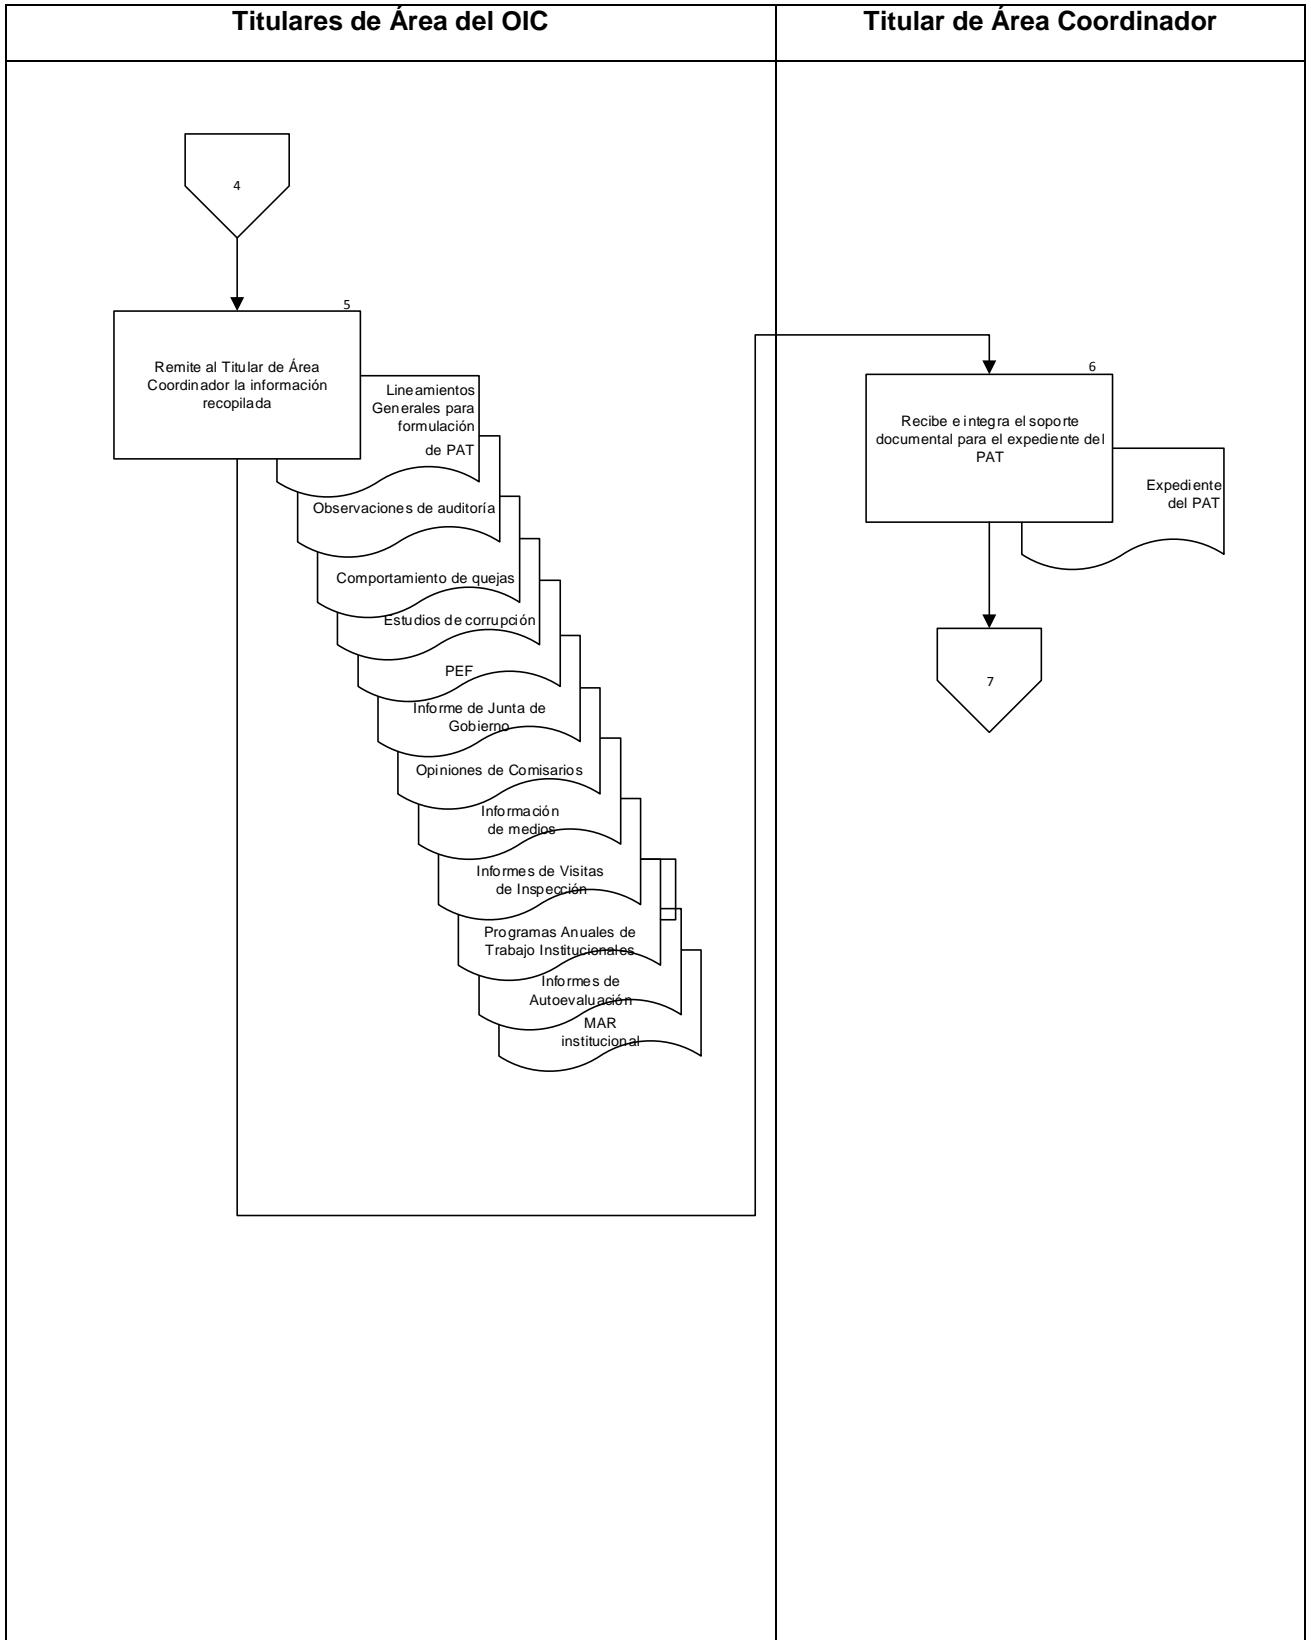 Titulares de Área del OIC
Titular de Área Coordinador
4
5
Remite al Titular de Área
Coordinador la información
recopilada
Lineamientos
Generales para
formulación
de PAT
Observaciones de auditoría
Comportamiento de quejas
Estudios de corrupción
PEF
Informe de Junta de
Gobierno
Opiniones de Comisarios
Información
de medios
Informes de Visitas
de Inspección
Programas Anuales de
Trabajo Institucionales
Informes de
Autoevaluación
MAR
institucional
6
Recibe e integra el soporte
documental para el expediente del
PAT
Expediente
del PAT
7